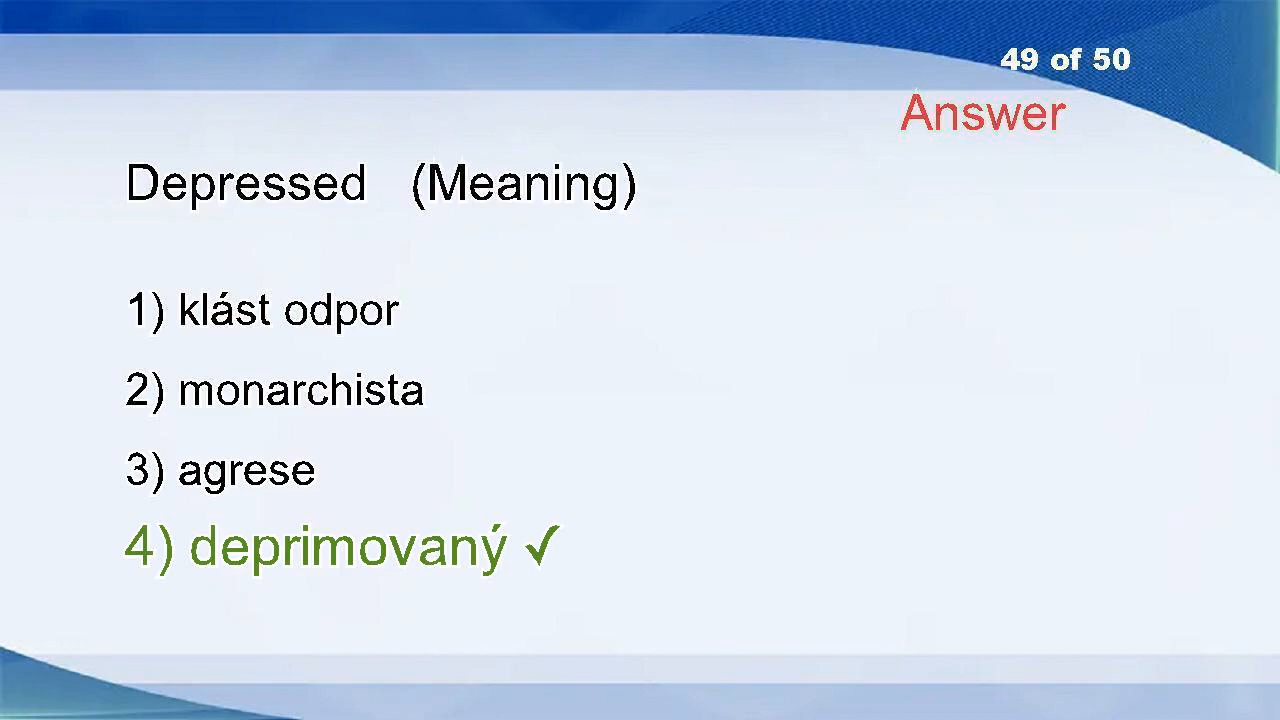 49 of 50
Answer
Depressed (Meaning)
1) klást odpor
2) monarchista
3) agrese
4) deprimovaný ✓